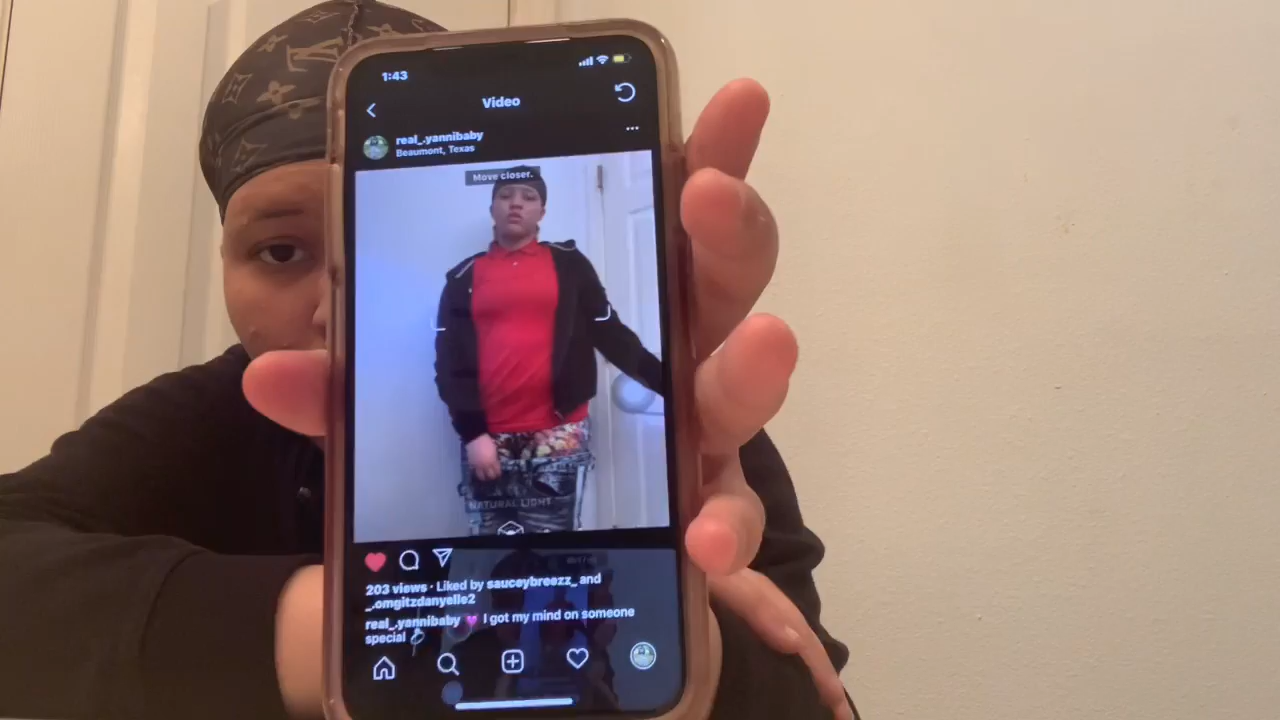 1:43
Video
real_.yannibaby
Beaumont, Texas
Move closer.
NATURAL LIGHT
203 views · Liked by sauceybreezz_ and
_.omgitzdanyelle2
real_.yannibaby 💗 I got my mind on someone
special